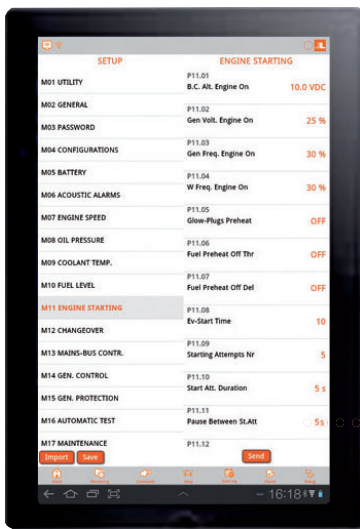 SETUP
M01 UTILITY
M02 GENERAL
M03 PASSWORD
M04 CONFIGURATIONS
M05 BATTERY
M06 ACOUSTIC ALARMS
M07 ENGINE SPEED
M08 OIL PRESSURE
M09 COOLANT TEMP.
M10 FUEL LEVEL
M11 ENGINE STARTING
M12 CHANGEOVER
M13 MAINS-BUS CONTR.
M14 GEN. CONTROL
M15 GEN. PROTECTION
M16 AUTOMATIC TEST
M17 MAINTENANCE
ENGINE STARTING
P11.01
B.C. Alt. Engine On 10.0 VDC
P11.02
Gen Volt. Engine On 25 %
P11.03
Gen Freq. Engine On 30 %
P11.04
W Freq. Engine On 30 %
P11.05
Glow-Plugs Preheat OFF
P11.06
Fuel Preheat Off Thr OFF
P11.07
Fuel Preheat Off Del OFF
P11.08
Ev-Start Time 10
P11.09
Starting Attempts Nr 5
P11.10
Start Att. Duration 5 s
P11.11
Pause Between St.Att 5s
P11.12
Import Save Send
16:18